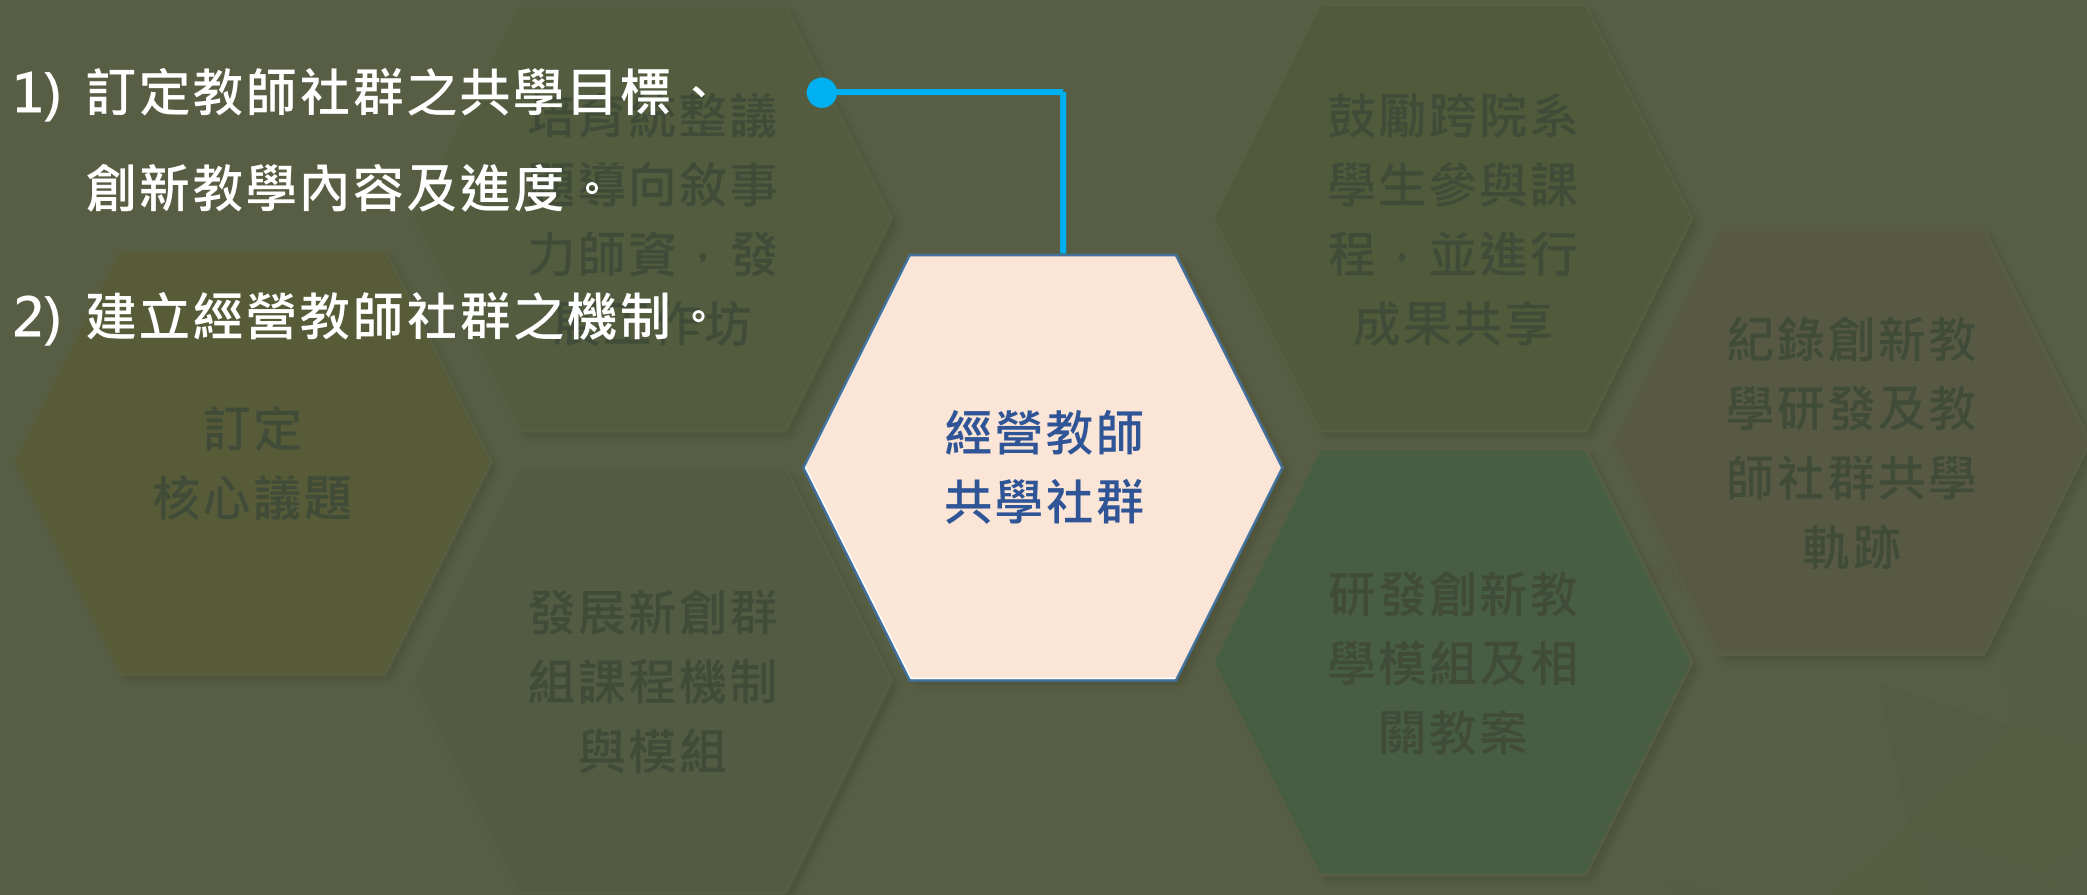 1) 訂定教師社群之共學目標、
創新教學內容及進度。
2) 建立經營教師社群之機制。
訂定
核心議題
力師資，發
發展新創群
組課程機制
與模組
經營教師
共學社群
鼓勵跨院系
學生參與課
程，並進行
成果共享
研發創新教
學模組及相
關教案
紀錄創新教
學研發及教
師社群共學
軌跡